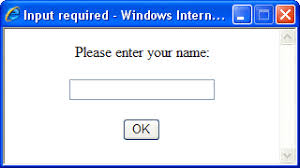 Input required - Windows Intern...
Please enter your name:
OK